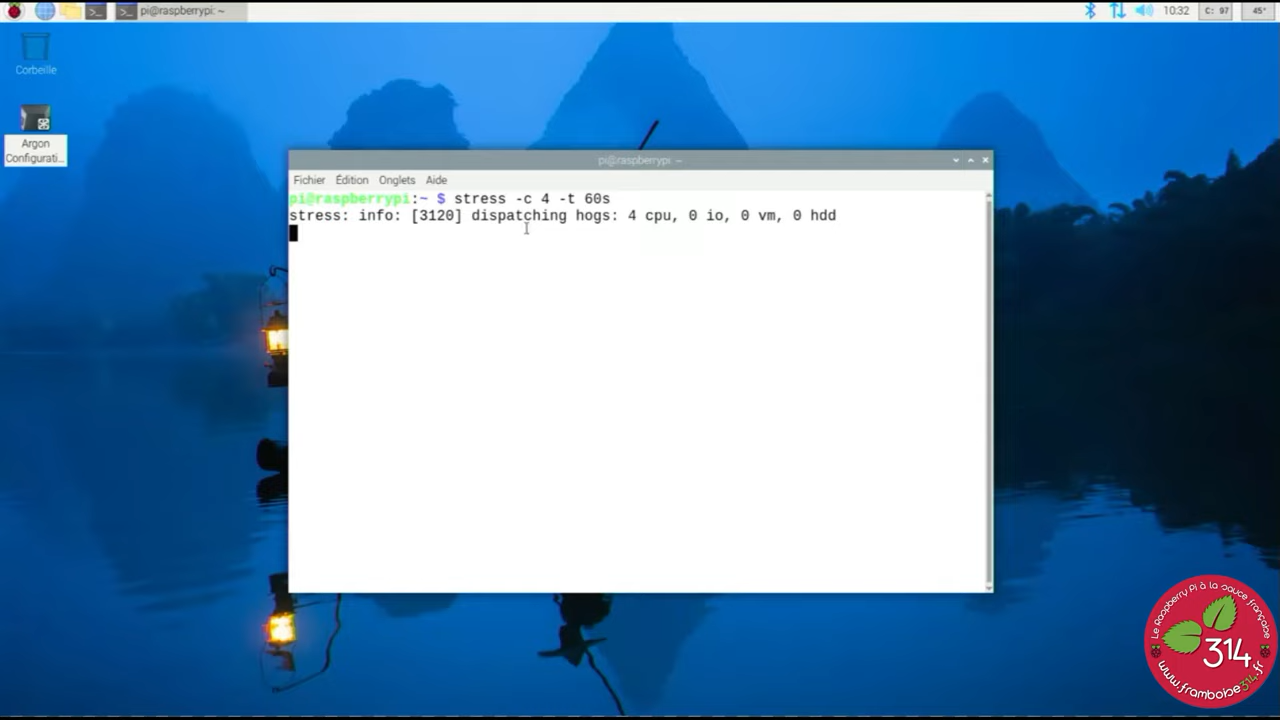 pi@raspberrypi: ~
10:32
C: 97
45°
Corbeille
Argon
Configurati...
pi@raspberrypi: ~
Fichier Édition Onglets Aide
pi@raspberrypi:~ $ stress -c 4 -t 60s
stress: info: [3120] dispatching hogs: 4 cpu, 0 io, 0 vm, 0 hdd
Le Raspberry Pi à la sauce française
314
www.framboise314.fr